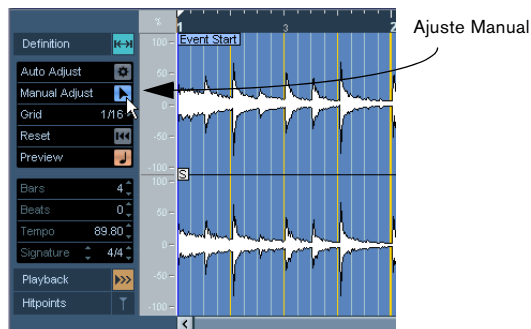 Ajuste Manual
%
1
3
2
Definition
Event Start
Auto Adjust
Manual Adjust
Grid 1/16
Reset
Preview
Bars 4
Beats 0
Tempo 89.80
Signature 4/4
Playback
Hitpoints
100
50
0
-50
-100
S
100
50
0
-50
-100